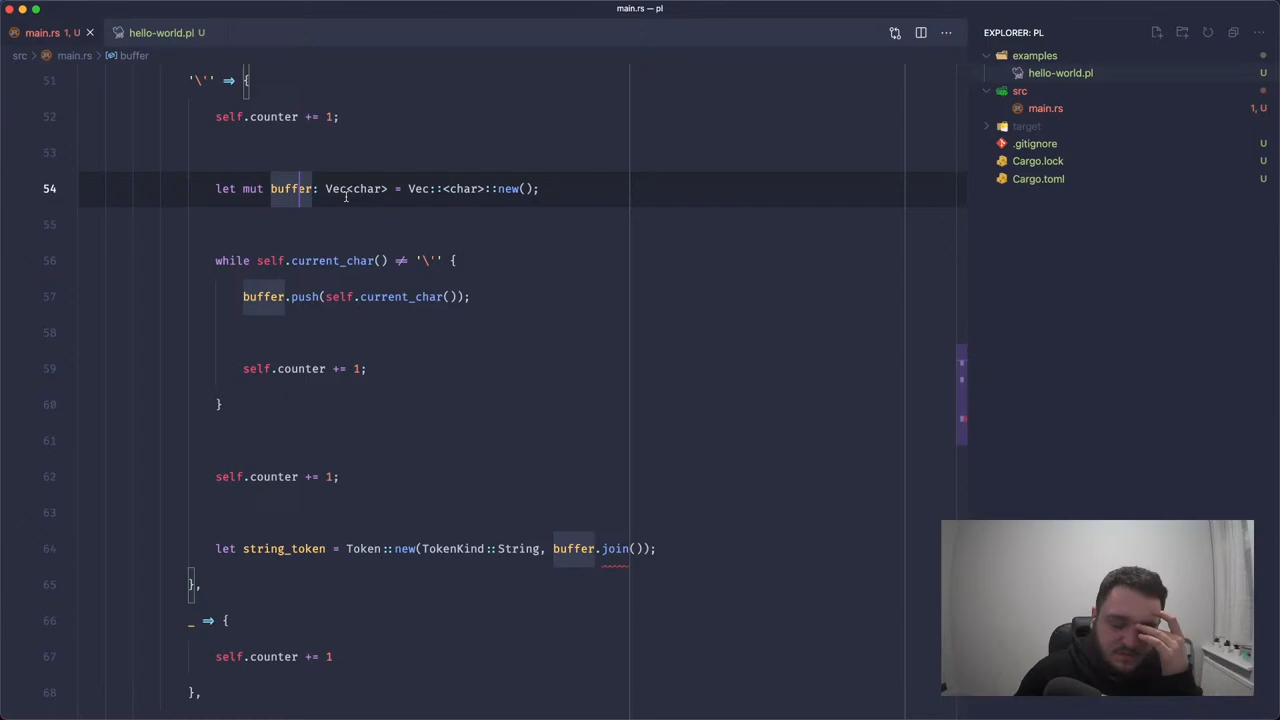 main.rs — pl
main.rs 1, U
hello-world.pl U
EXPLORER: PL
src > main.rs > buffer
examples
hello-world.pl U
src
main.rs 1, U
target
.gitignore U
Cargo.lock U
Cargo.toml U
51 '\'' => {
52 self.counter += 1;
53
54 let mut buffer: Vec<char> = Vec::<char>::new();
55
56 while self.current_char() != '\'' {
57 buffer.push(self.current_char());
58
59 self.counter += 1;
60 }
61
62 self.counter += 1;
63
64 let string_token = Token::new(TokenKind::String, buffer.join());
65 },
66 _ => {
67 self.counter += 1
68 },